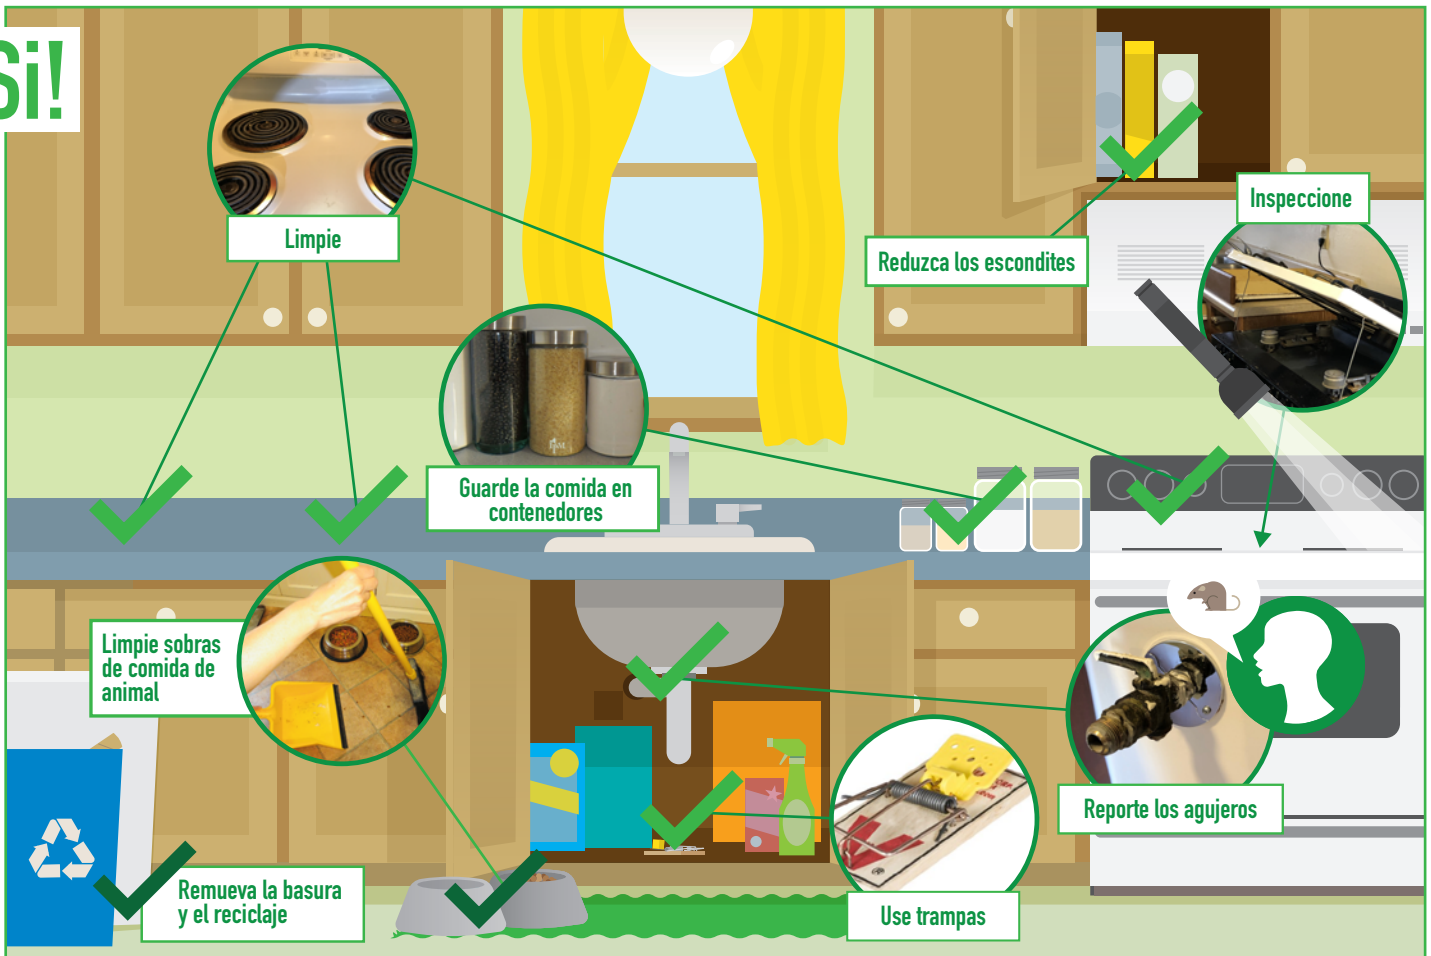 Si!
Limpie
Reduzca los escondites
Inspeccione
Guarde la comida en
contenedores
Limpie sobras
de comida de
animal
Reporte los agujeros
Remueva la basura
y el reciclaje
Use trampas